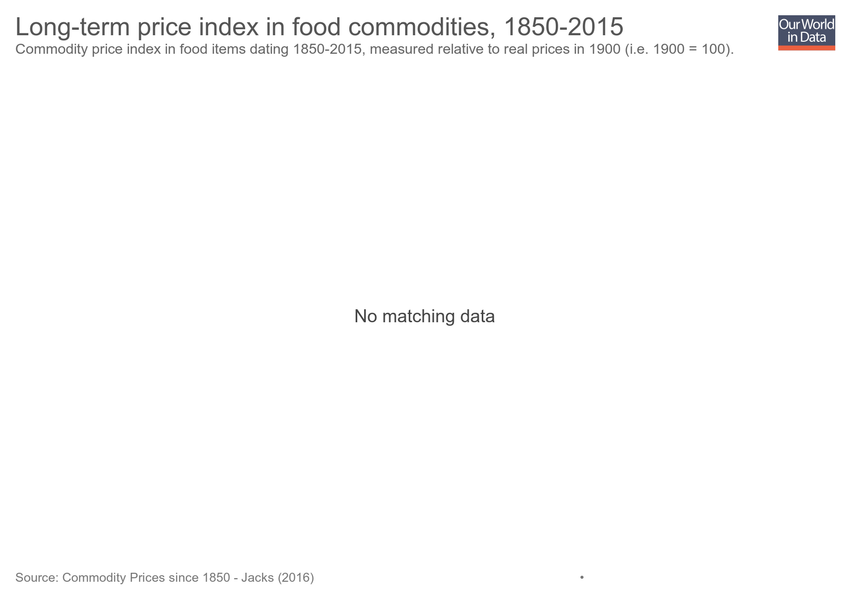 Long-term price index in food commodities, 1850-2015
Our World
in Data
Commodity price index in food items dating 1850-2015, measured relative to real prices in 1900 (i.e. 1900 = 100).
No matching data
Source: Commodity Prices since 1850 - Jacks (2016)
•